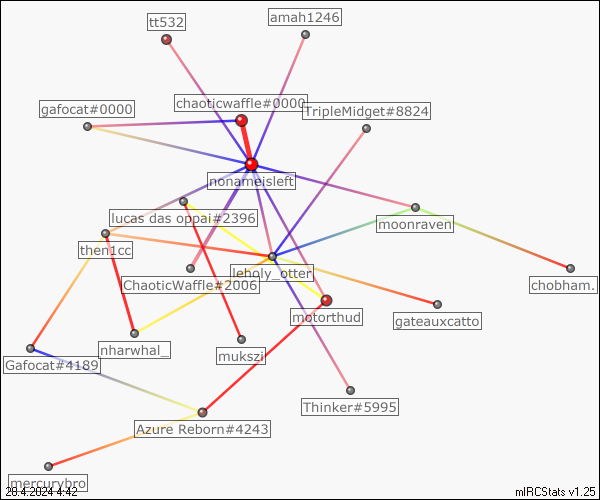 tt532
amah1246
gafocat#0000
chaoticwaffle#0000
TripleMidget#8824
nonameisleft
lucas das oppai#2396
moonraven
then1cc
leholy_otter
ChaoticWaffle#2006
chobham.
motorthud
gateauxcatto
nharwhal_
mukszi
Gafocat#4189
Thinker#5995
Azure Reborn#4243
mercurybro
20.4.2024 4:42
mIRCStats v1.25